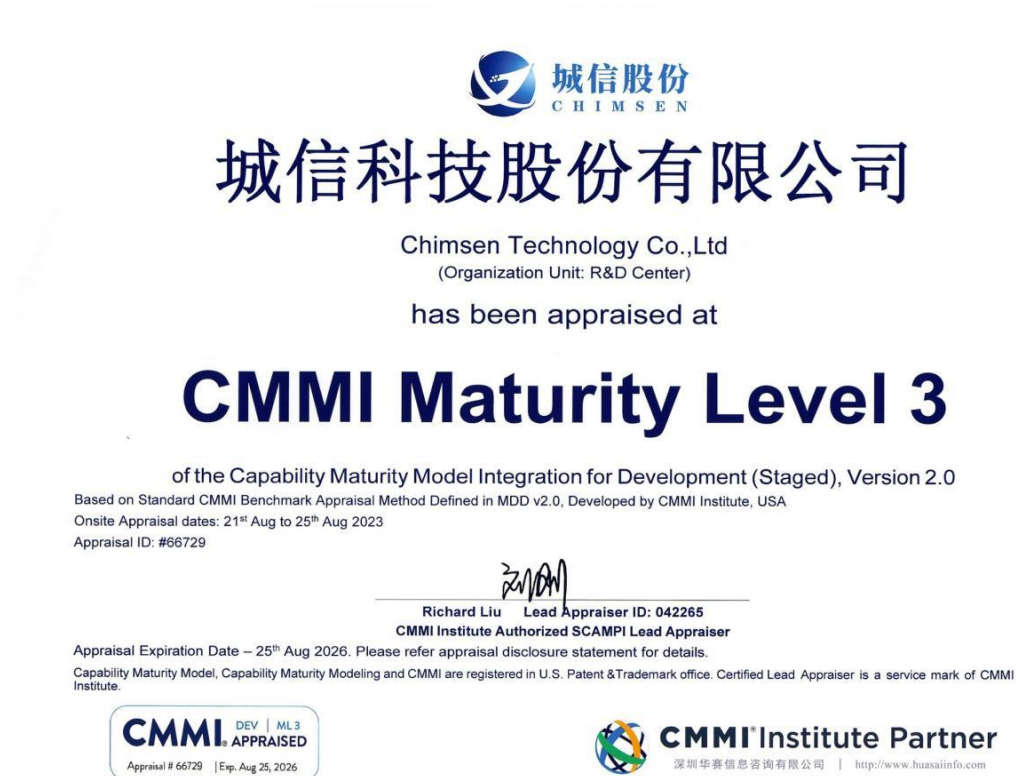 城信股份
CHIMSEN
城信科技股份有限公司
Chimsen Technology Co.,Ltd
(Organization Unit: R&D Center)
has been appraised at
CMMI Maturity Level 3
of the Capability Maturity Model Integration for Development (Staged), Version 2.0
Based on Standard CMMI Benchmark Appraisal Method Defined in MDD v2.0, Developed by CMMI Institute, USA
Onsite Appraisal dates: 21st Aug to 25th Aug 2023
Appraisal ID: #66729
刘刚
Richard Liu Lead Appraiser ID: 042265
CMMI Institute Authorized SCAMPI Lead Appraiser
Appraisal Expiration Date – 25th Aug 2026. Please refer appraisal disclosure statement for details.
Capability Maturity Model, Capability Maturity Modeling and CMMI are registered in U.S. Patent &Trademark office. Certified Lead Appraiser is a service mark of CMMI
Institute.
CMMI® DEV | ML3
APPRAISED
Appraisal # 66729 | Exp. Aug 25, 2026
CMMI® Institute Partner
深圳华赛信息咨询有限公司 | http://www.huasaiinfo.com